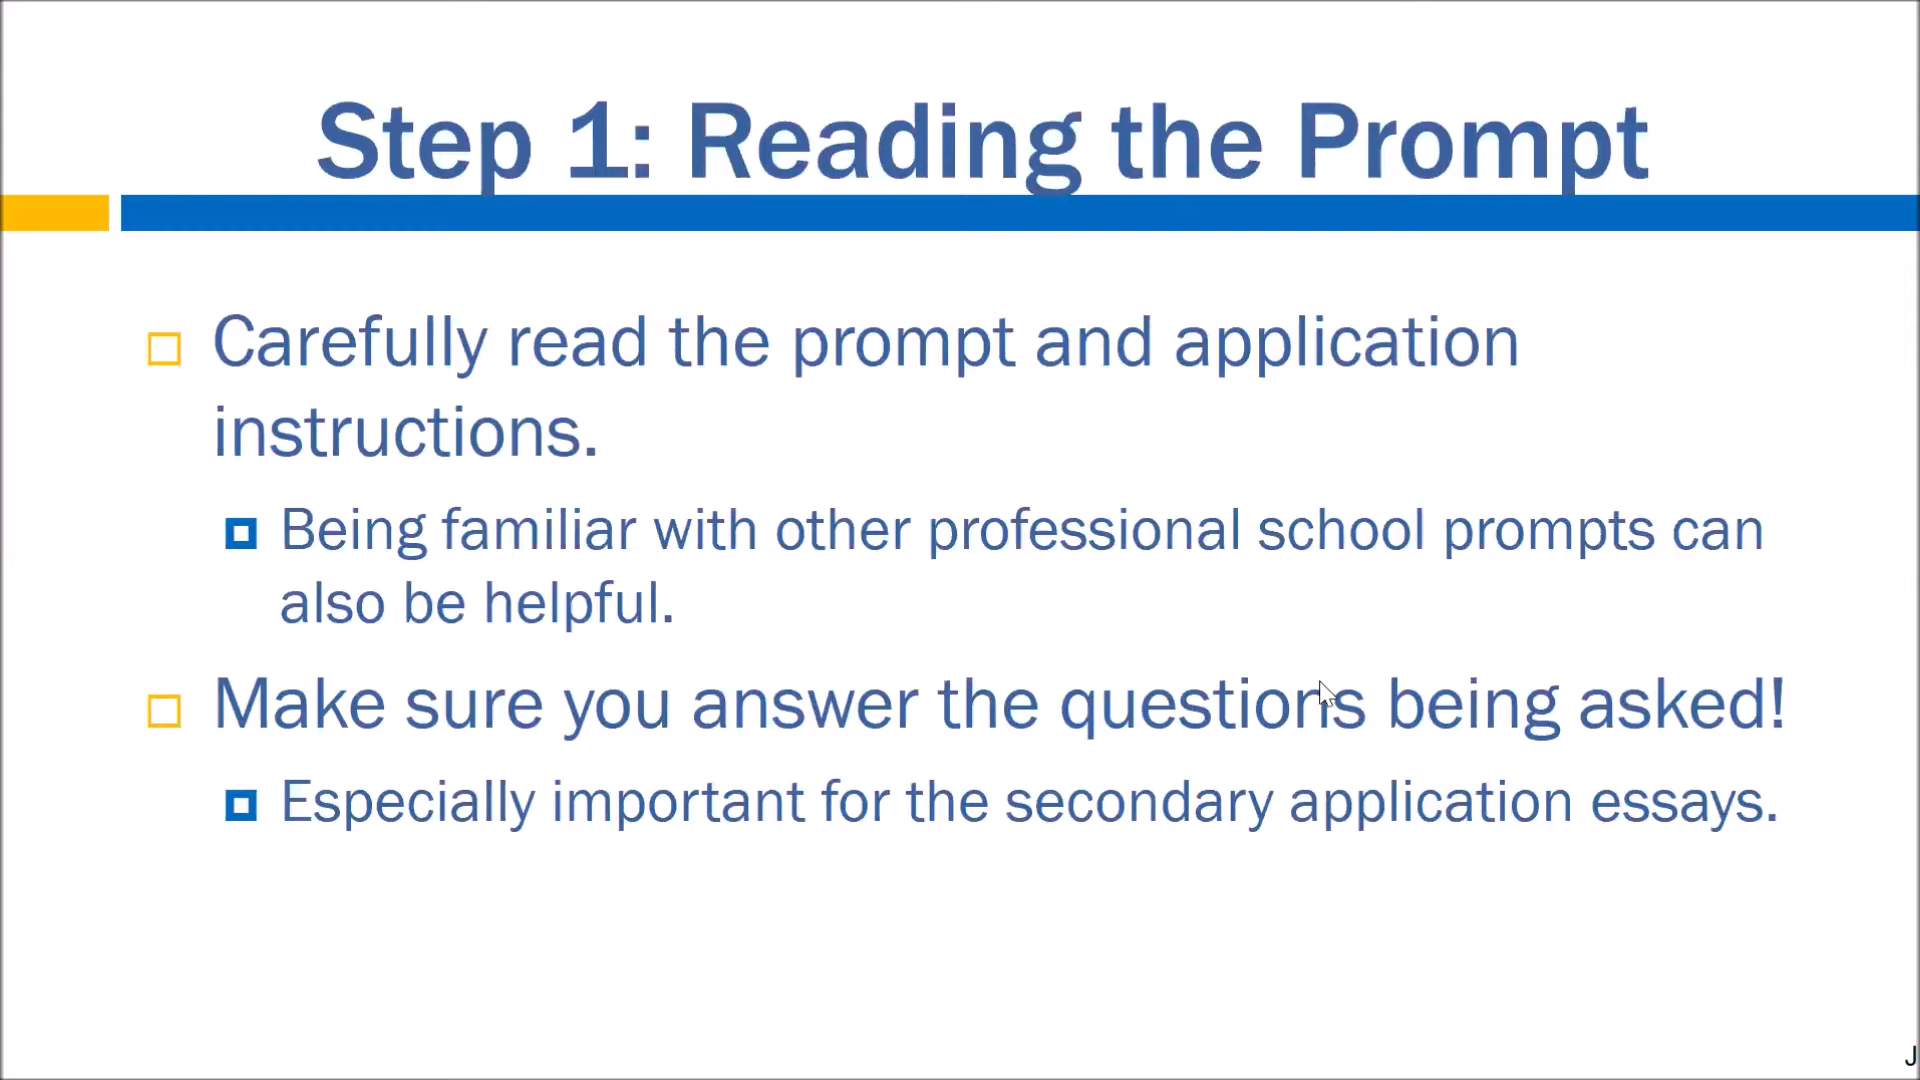 Step 1: Reading the Prompt
Carefully read the prompt and application
instructions.
Being familiar with other professional school prompts can
also be helpful.
Make sure you answer the questions being asked!
Especially important for the secondary application essays.
J